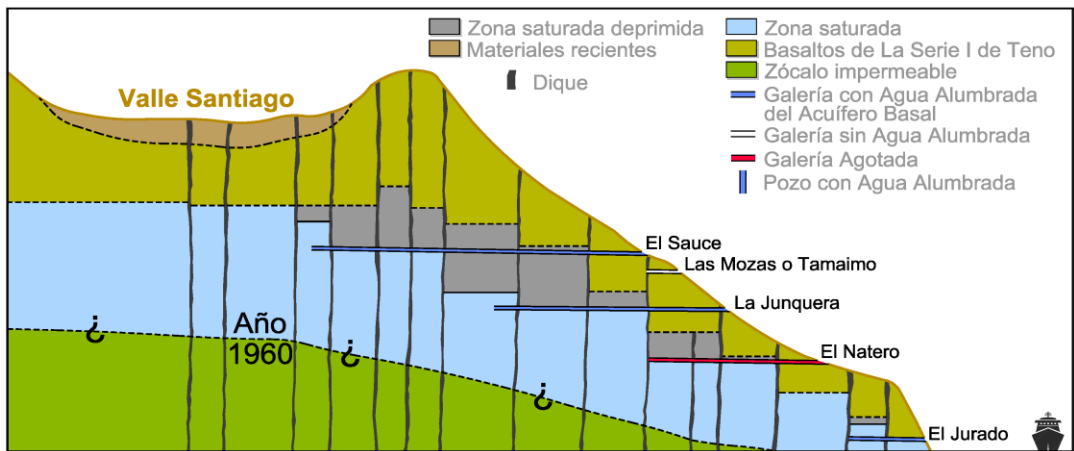 Zona saturada deprimida
Materiales recientes
Dique
Zona saturada
Basaltos de La Serie I de Teno
Zócalo impermeable
Galería con Agua Alumbrada
del Acuífero Basal
Galería sin Agua Alumbrada
Galería Agotada
Pozo con Agua Alumbrada
Valle Santiago
El Sauce
Las Mozas o Tamaimo
La Junquera
El Natero
El Jurado
Año
1960
¿
¿
¿